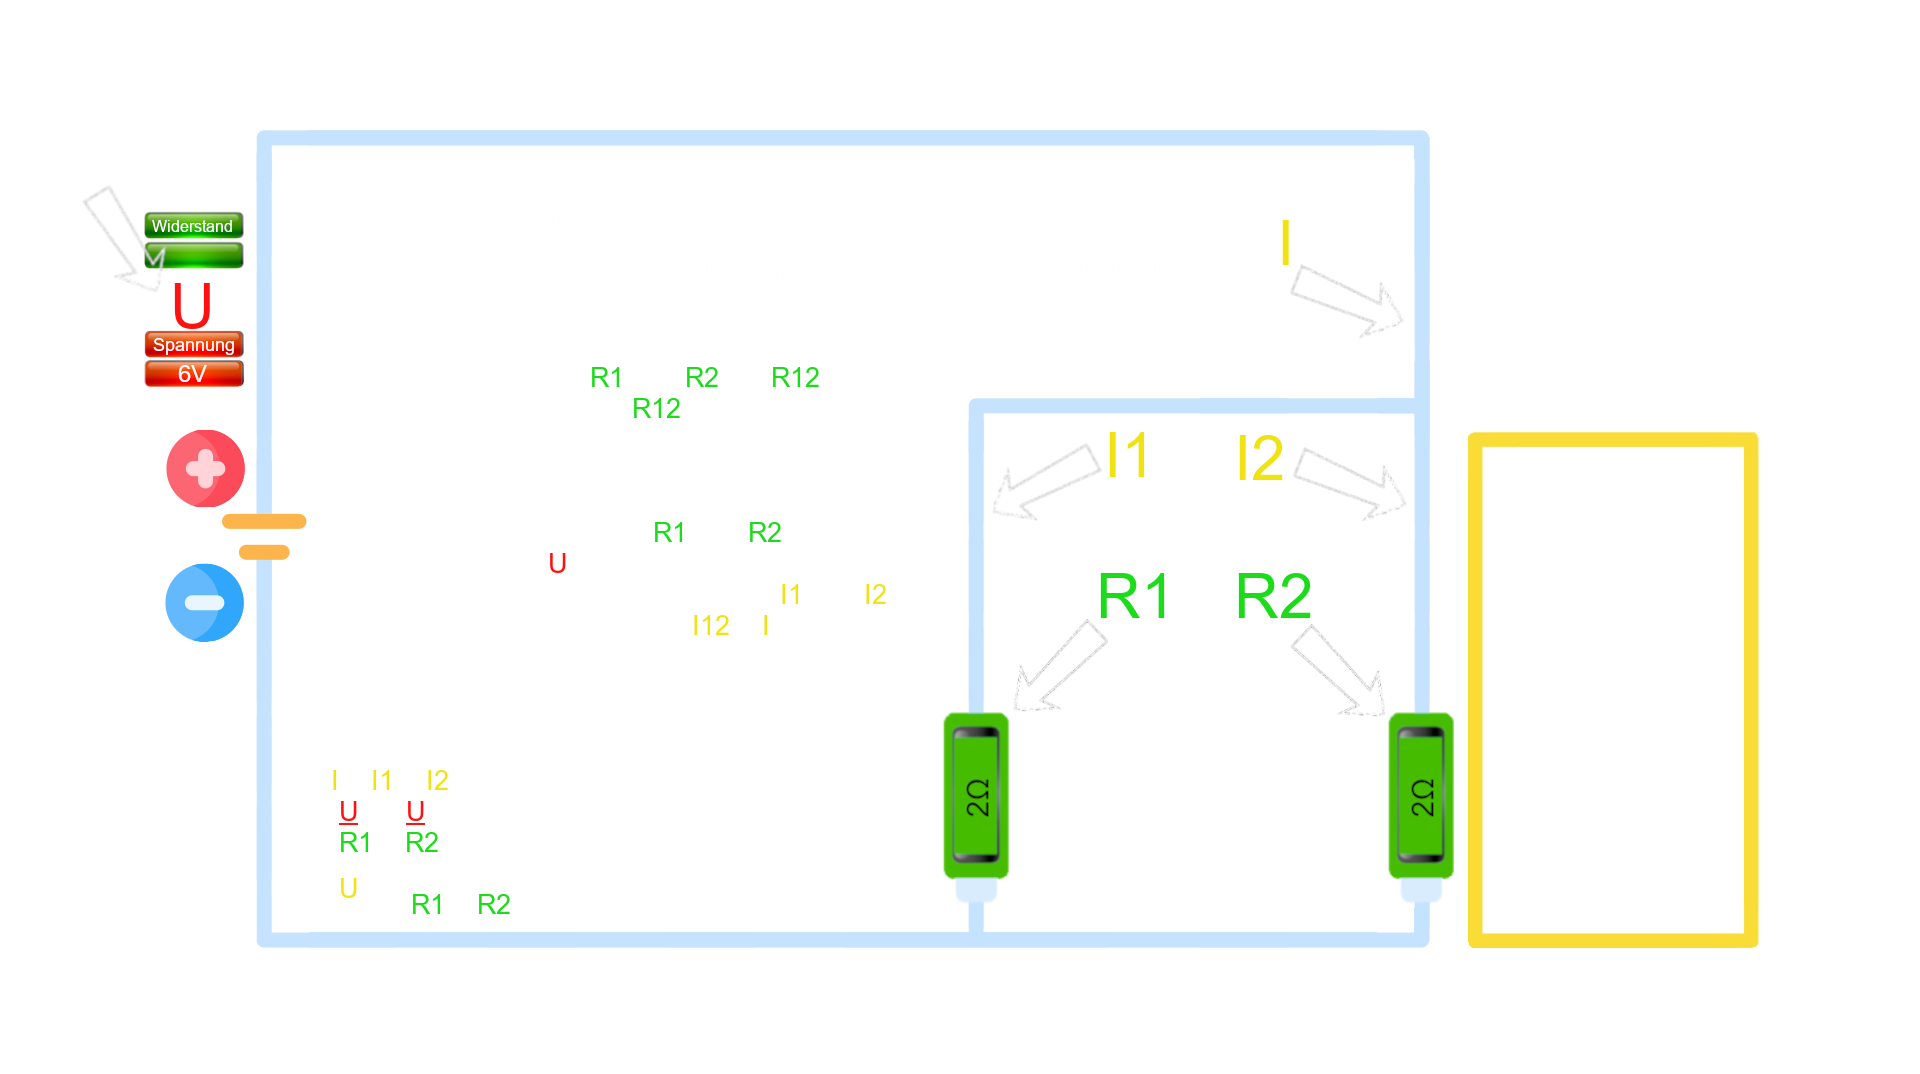 Widerstand
U
Spannung
6V
I
R1 R2 R12
R12
I1 I2
R1 R2
U
I1 I2
I12 I
R1 R2
I I1 I2
U U
R1 R2
U
R1 R2
2Ω 2Ω